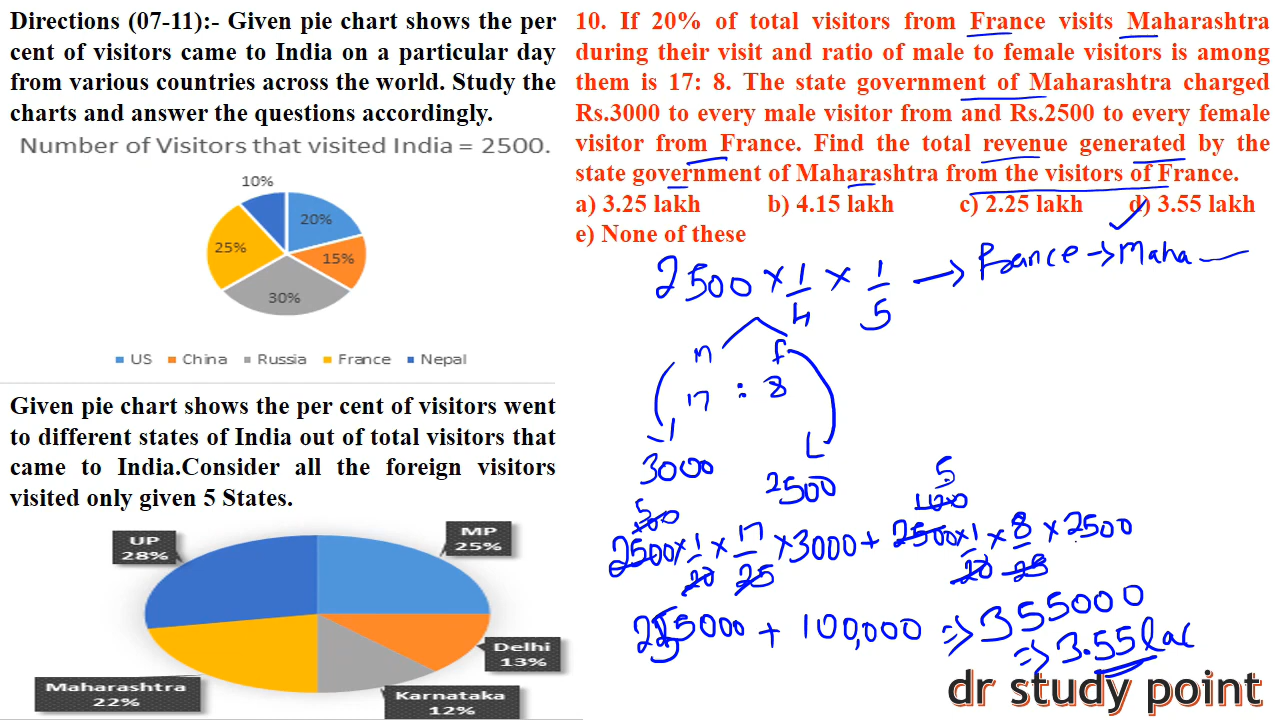 Directions (07-11):- Given pie chart shows the per
cent of visitors came to India on a particular day
from various countries across the world. Study the
charts and answer the questions accordingly.
Number of Visitors that visited India = 2500.
10%
20%
25%
15%
30%
US China Russia France Nepal
Given pie chart shows the per cent of visitors went
to different states of India out of total visitors that
came to India.Consider all the foreign visitors
visited only given 5 States.
UP
28%
MP
25%
Delhi
13%
Maharashtra
22%
Karnataka
12%
10. If 20% of total visitors from France visits Maharashtra
during their visit and ratio of male to female visitors is among
them is 17: 8. The state government of Maharashtra charged
Rs.3000 to every male visitor from and Rs.2500 to every female
visitor from France. Find the total revenue generated by the
state government of Maharashtra from the visitors of France.
a) 3.25 lakh b) 4.15 lakh c) 2.25 lakh d) 3.55 lakh
e) None of these
2500 × 1/4 × 1/5 → France → Maha
m f
17 : 8
3000 2500
5 5
100 100
2500 × 1/20 × 17/25 × 3000 + 2500 × 1/20 × 8/25 × 2500
255000 + 100,000 ⇒ 355000
⇒ 3.55 lac
dr study point